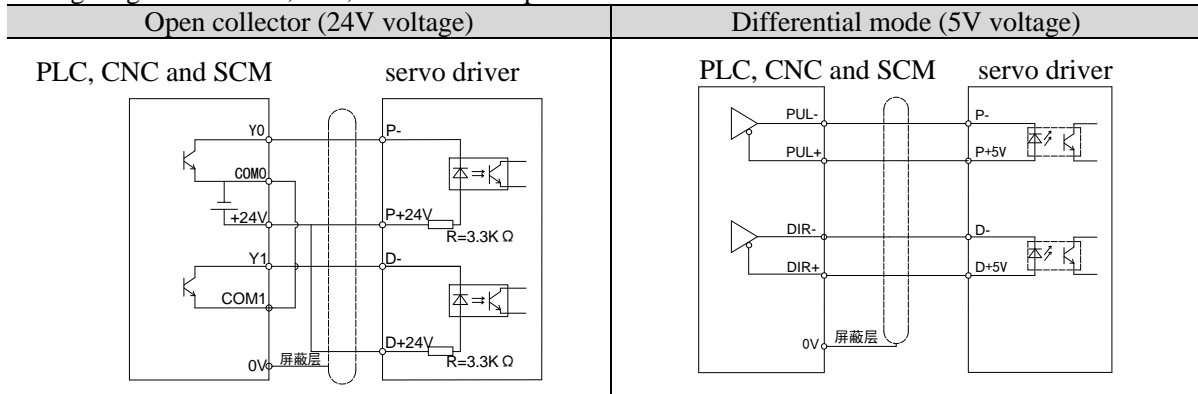 Open collector (24V voltage)
Differential mode (5V voltage)
PLC, CNC and SCM
servo driver
Y0
P-
COM0
+24V
P+24V
R=3.3K Ω
Y1
D-
COM1
D+24V
0V
屏蔽层
R=3.3K Ω
PLC, CNC and SCM
servo driver
PUL-
P-
PUL+
P+5V
DIR-
D-
DIR+
D+5V
0V
屏蔽层